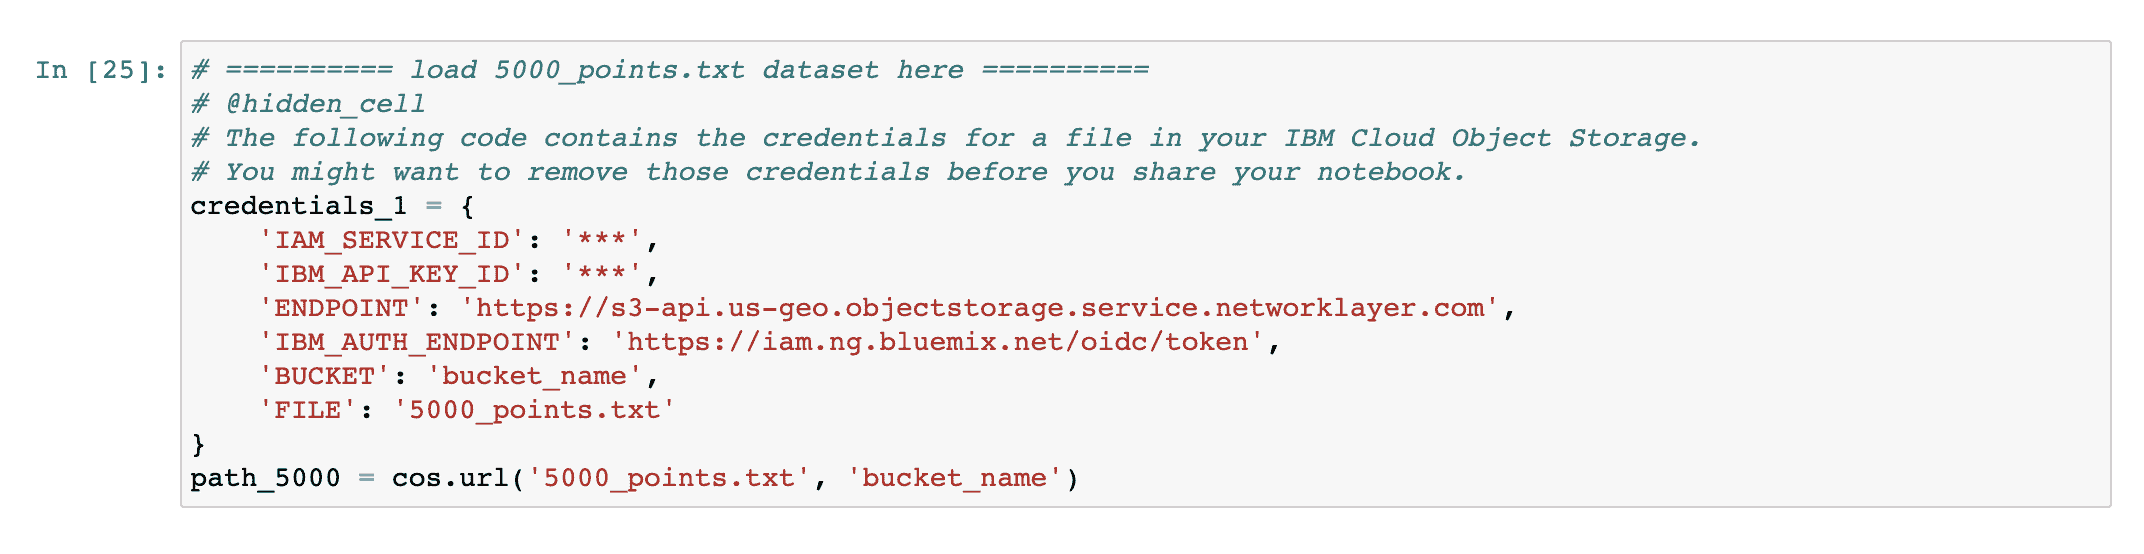 In [25]: # ========== load 5000_points.txt dataset here ==========
# @hidden_cell
# The following code contains the credentials for a file in your IBM Cloud Object Storage.
# You might want to remove those credentials before you share your notebook.
credentials_1 = {
    'IAM_SERVICE_ID': '***',
    'IBM_API_KEY_ID': '***',
    'ENDPOINT': 'https://s3-api.us-geo.objectstorage.service.networklayer.com',
    'IBM_AUTH_ENDPOINT': 'https://iam.ng.bluemix.net/oidc/token',
    'BUCKET': 'bucket_name',
    'FILE': '5000_points.txt'
}
path_5000 = cos.url('5000_points.txt', 'bucket_name')